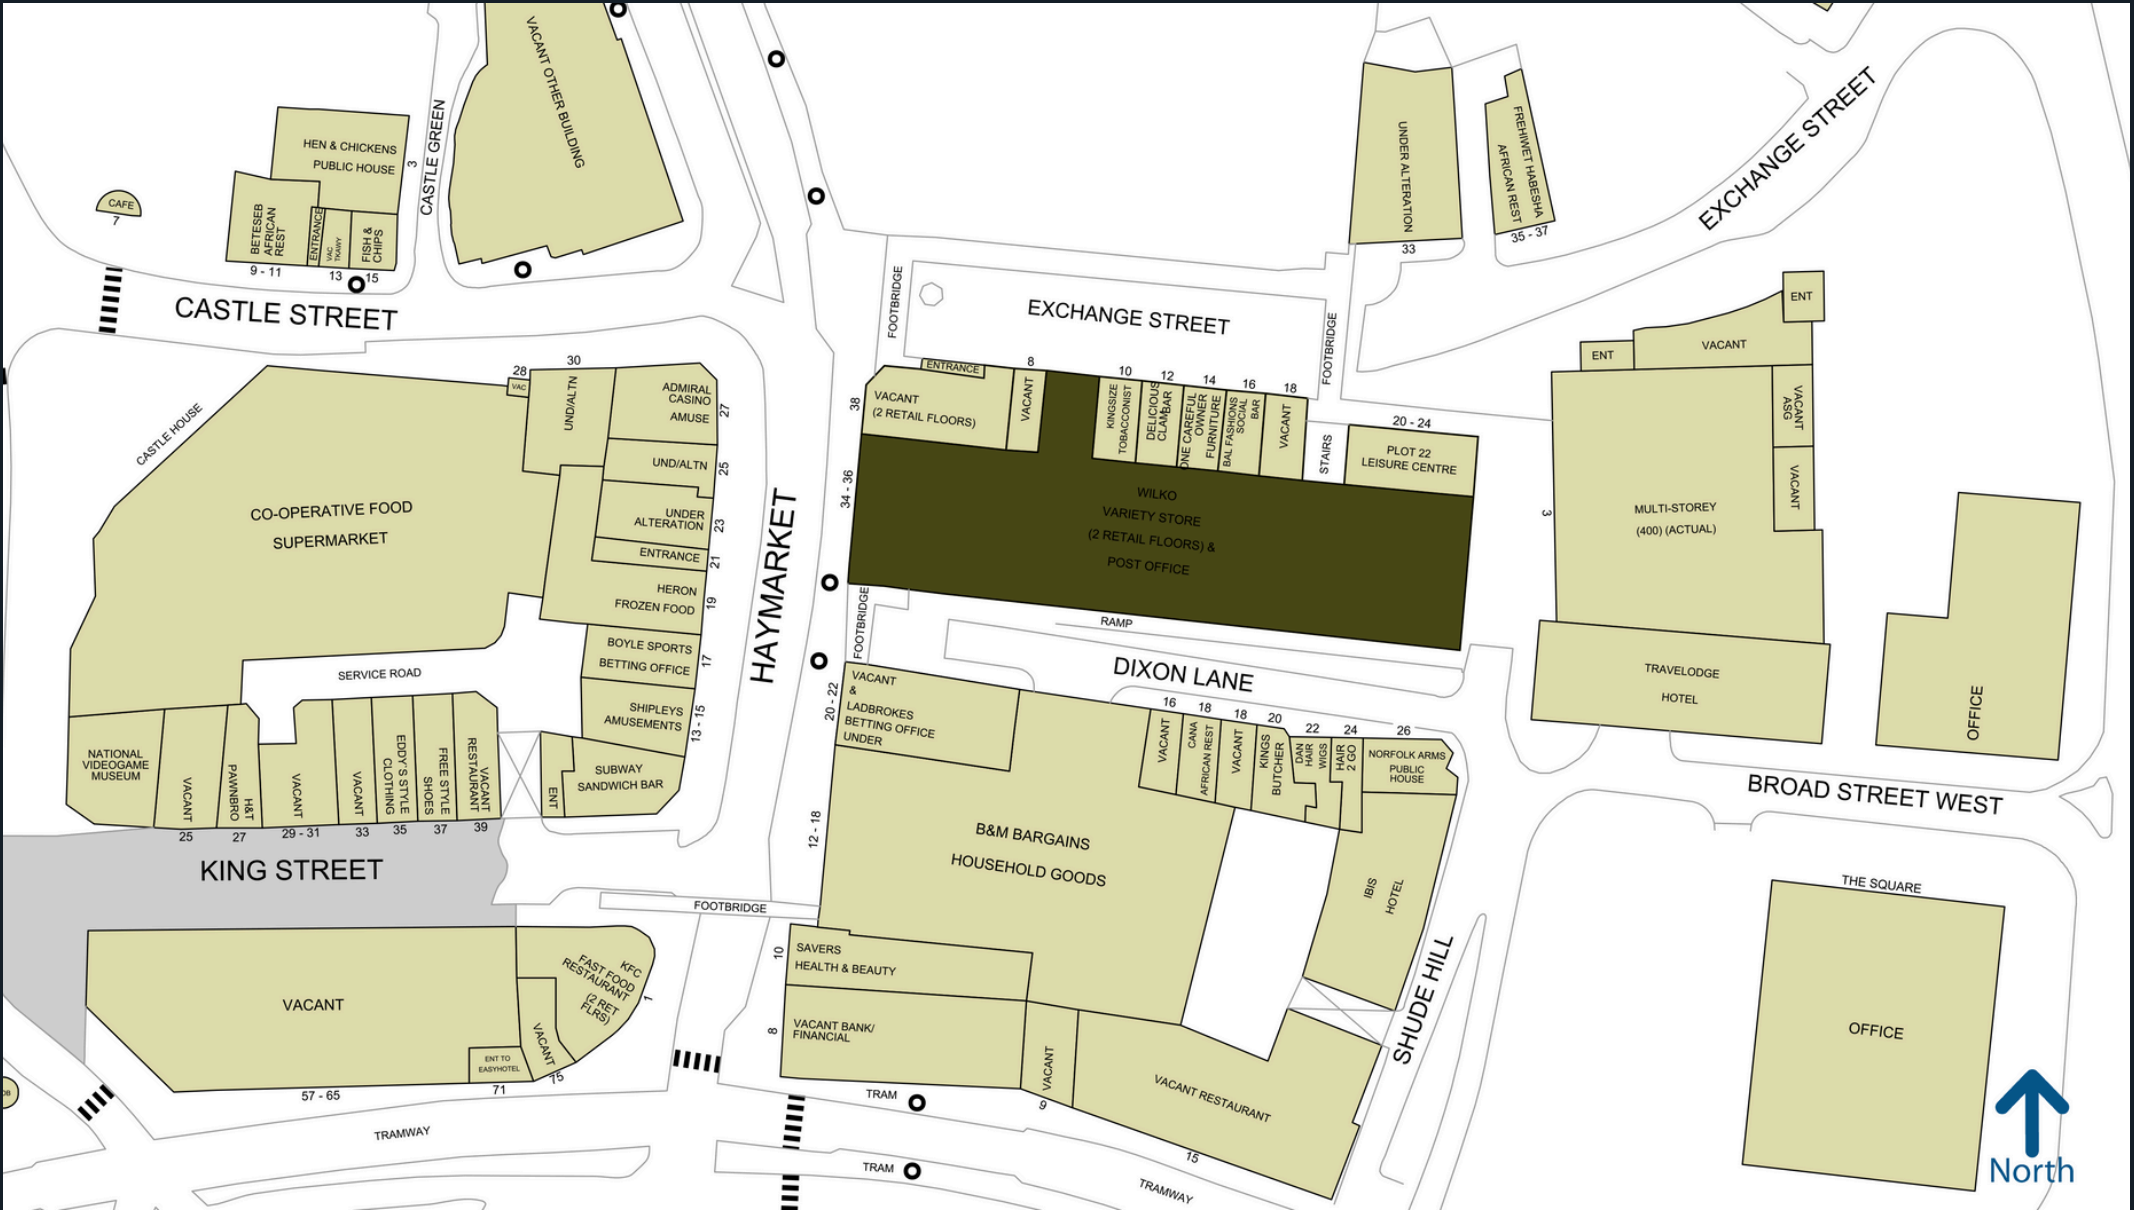 VACANT OTHER BUILDING
HEN & CHICKENS
PUBLIC HOUSE
3
CASTLE GREEN
CAFE
7
BETESEB
AFRICAN
REST
ENTRANCE
VAC
TKAWY
FISH &
CHIPS
9 - 11
13
15
CASTLE STREET
UNDER ALTERATION
33
FREHIWET HABESHA
AFRICAN REST
35 - 37
EXCHANGE STREET
FOOTBRIDGE
EXCHANGE STREET
FOOTBRIDGE
ENT
ENT
VACANT
VACANT
ASG
VACANT
MULTI-STOREY
(400) (ACTUAL)
3
TRAVELODGE
HOTEL
OFFICE
CASTLE HOUSE
28
VAC
30
UND/ALTN
ADMIRAL
CASINO
AMUSE
27
UND/ALTN
25
UNDER
ALTERATION
23
ENTRANCE
21
HERON
FROZEN FOOD
19
BOYLE SPORTS
BETTING OFFICE
17
SHIPLEYS
AMUSEMENTS
13 - 15
SUBWAY
SANDWICH BAR
ENT
CO-OPERATIVE FOOD
SUPERMARKET
SERVICE ROAD
NATIONAL
VIDEOGAME
MUSEUM
VACANT
25
H&T
PAWNBRO
27
VACANT
29 - 31
VACANT
33
EDDY'S STYLE
CLOTHING
35
FREE STYLE
SHOES
37
VACANT
RESTAURANT
39
KING STREET
HAYMARKET
ENTRANCE
38
VACANT
(2 RETAIL FLOORS)
8
VACANT
10
KINGSIZE
TOBACCONIST
12
DELICIOUS
CLAM
BAR
14
ONE CAREFUL
OWNER
FURNITURE
16
BAL FASHIONS
SOCIAL
BAR
18
VACANT
STAIRS
20 - 24
PLOT 22
LEISURE CENTRE
34 - 36
WILKO
VARIETY STORE
(2 RETAIL FLOORS) &
POST OFFICE
FOOTBRIDGE
RAMP
DIXON LANE
20 - 22
VACANT
&
LADBROKES
BETTING OFFICE
UNDER
16
VACANT
18
CANA
AFRICAN REST
18
VACANT
20
KINGS
BUTCHER
22
DAN
HAIR
WIGS
24
HAIR
2 GO
26
NORFOLK ARMS
PUBLIC
HOUSE
12 - 18
B&M BARGAINS
HOUSEHOLD GOODS
IBIS
HOTEL
BROAD STREET WEST
SHUDE HILL
THE SQUARE
OFFICE
FOOTBRIDGE
10
SAVERS
HEALTH & BEAUTY
8
VACANT BANK/
FINANCIAL
VACANT
9
VACANT RESTAURANT
15
VACANT
57 - 65
KFC
FAST FOOD
RESTAURANT
(2 RET
FLRS)
1
VACANT
75
ENT TO
EASYHOTEL
71
TRAMWAY
TRAM
TRAM
TRAMWAY
North